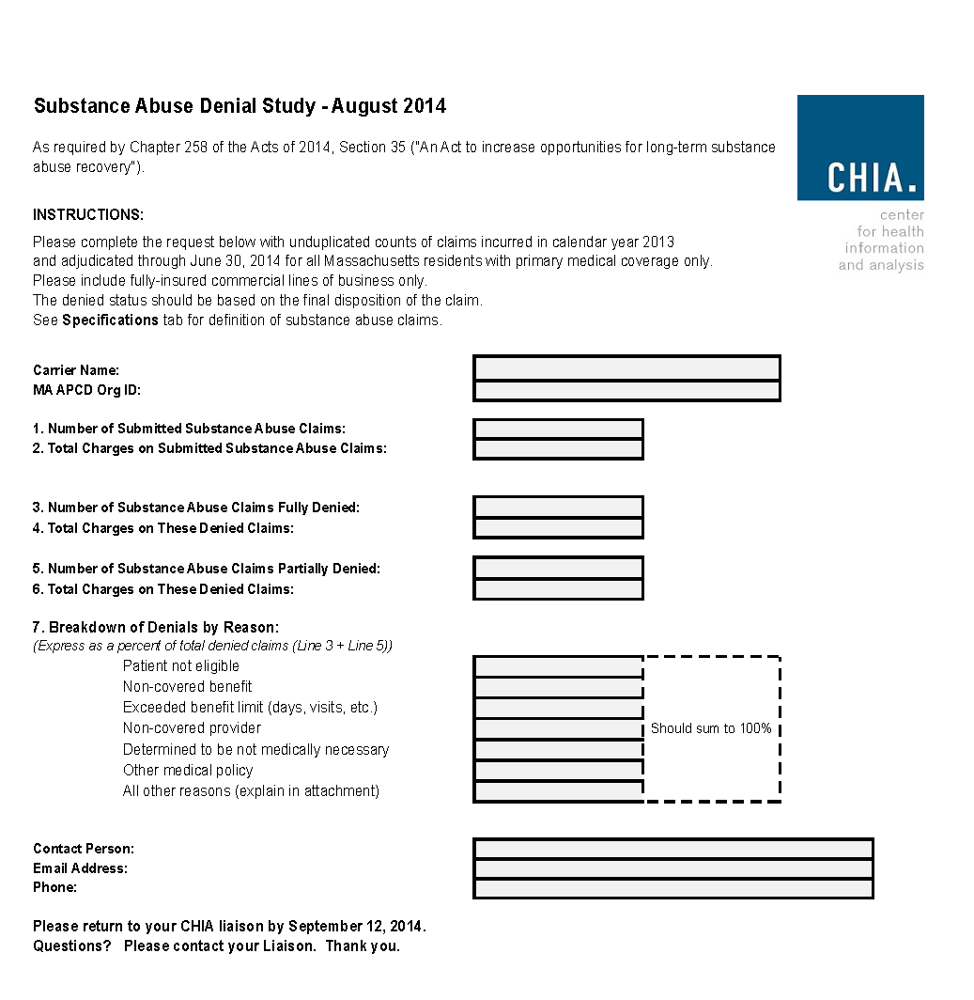 Substance Abuse Denial Study - August 2014
As required by Chapter 258 of the Acts of 2014, Section 35 ("An Act to increase opportunities for long-term substance
abuse recovery").
CHIA.
center
for health
information
and analysis
INSTRUCTIONS:
Please complete the request below with unduplicated counts of claims incurred in calendar year 2013
and adjudicated through June 30, 2014 for all Massachusetts residents with primary medical coverage only.
Please include fully-insured commercial lines of business only.
The denied status should be based on the final disposition of the claim.
See Specifications tab for definition of substance abuse claims.
Carrier Name:
MA APCD Org ID:
1. Number of Submitted Substance Abuse Claims:
2. Total Charges on Submitted Substance Abuse Claims:
3. Number of Substance Abuse Claims Fully Denied:
4. Total Charges on These Denied Claims:
5. Number of Substance Abuse Claims Partially Denied:
6. Total Charges on These Denied Claims:
7. Breakdown of Denials by Reason:
(Express as a percent of total denied claims (Line 3 + Line 5))
Patient not eligible
Non-covered benefit
Exceeded benefit limit (days, visits, etc.)
Non-covered provider
Should sum to 100%
Determined to be not medically necessary
Other medical policy
All other reasons (explain in attachment)
Contact Person:
Email Address:
Phone:
Please return to your CHIA liaison by September 12, 2014.
Questions? Please contact your Liaison. Thank you.